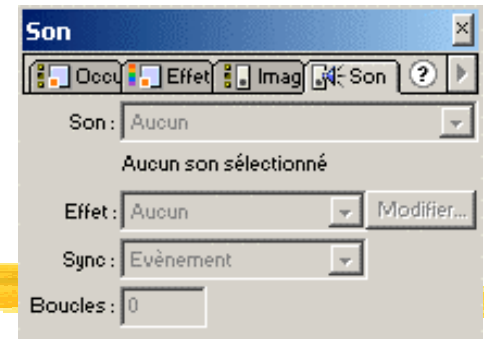 Son
Occu Effet Imag Son ?
Son : Aucun
Aucun son sélectionné
Effet : Aucun Modifier...
Sync : Evènement
Boucles : 0